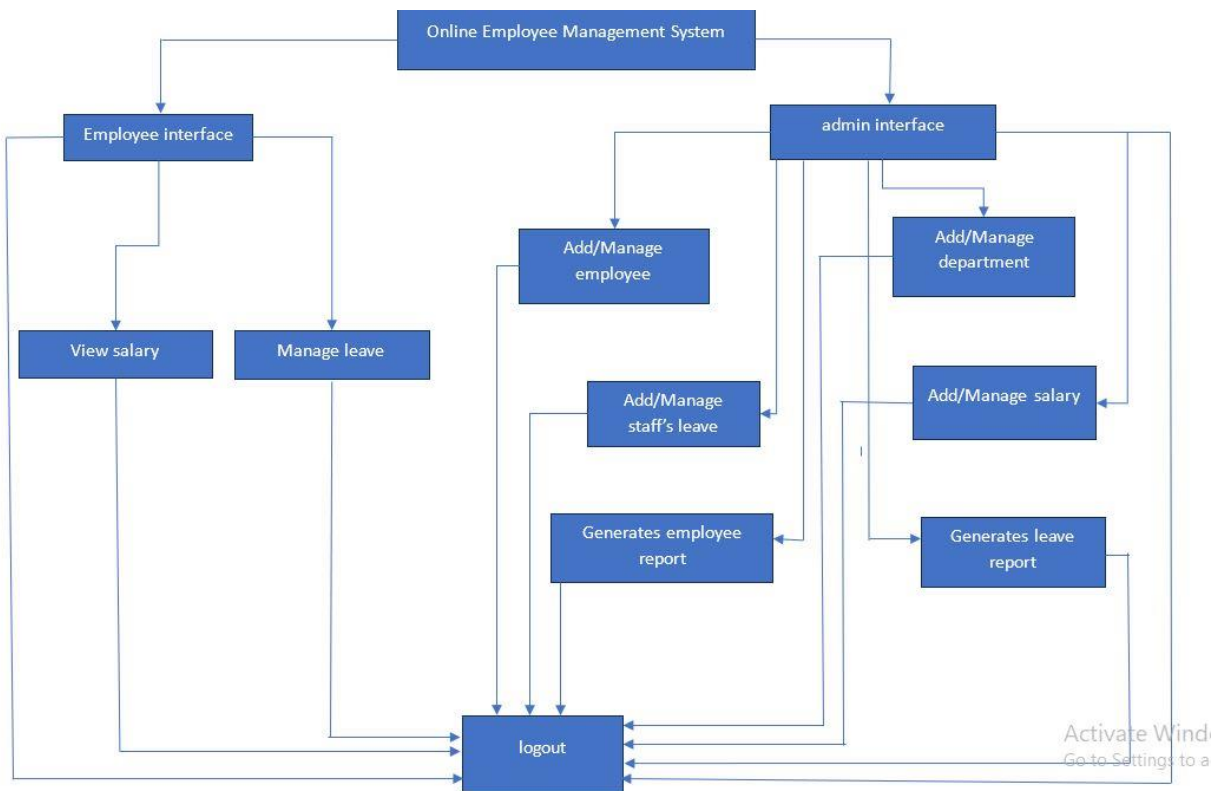 Online Employee Management System
Employee interface
admin interface
Add/Manage
employee
Add/Manage
department
View salary
Manage leave
Add/Manage
staff's leave
Add/Manage salary
Generates employee
report
Generates leave
report
logout
Activate Wind
Go to Settings to a